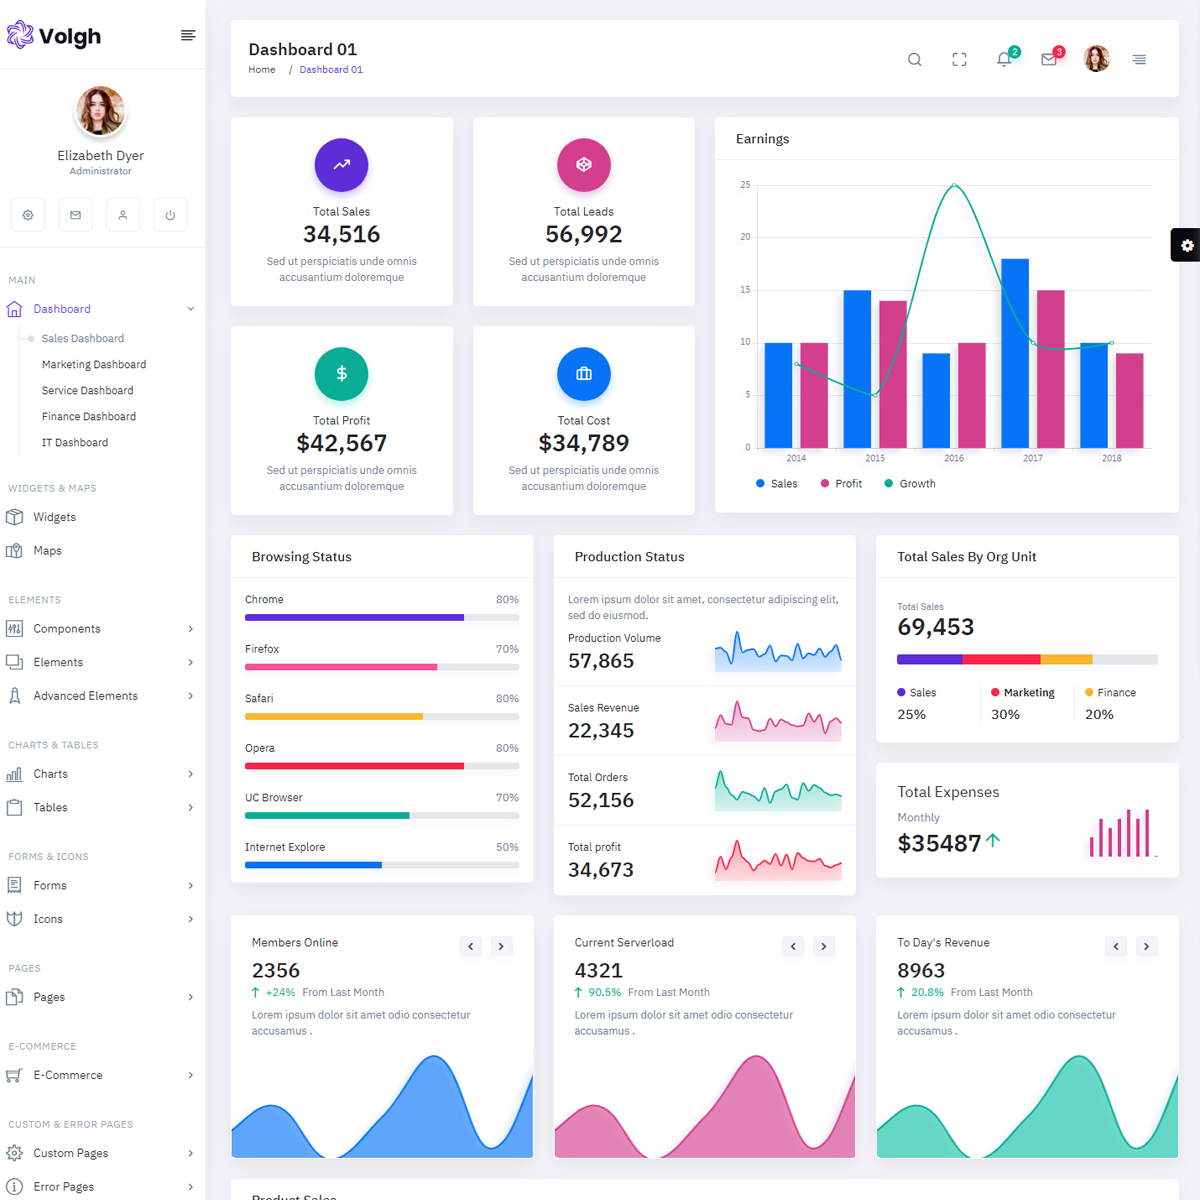 Volgh
Elizabeth Dyer
Administrator
MAIN
Dashboard
Sales Dashboard
Marketing Dashboard
Service Dashboard
Finance Dashboard
IT Dashboard
WIDGETS & MAPS
Widgets
Maps
ELEMENTS
Components
Elements
Advanced Elements
CHARTS & TABLES
Charts
Tables
FORMS & ICONS
Forms
Icons
PAGES
Pages
E-COMMERCE
E-Commerce
CUSTOM & ERROR PAGES
Custom Pages
Error Pages
Dashboard 01
Home / Dashboard 01
2
3
Total Sales
34,516
Sed ut perspiciatis unde omnis
accusantium doloremque
Total Leads
56,992
Sed ut perspiciatis unde omnis
accusantium doloremque
Total Profit
$42,567
Sed ut perspiciatis unde omnis
accusantium doloremque
Total Cost
$34,789
Sed ut perspiciatis unde omnis
accusantium doloremque
Earnings
25
20
15
10
5
0
2014 2015 2016 2017 2018
Sales Profit Growth
Browsing Status
Chrome 80%
Firefox 70%
Safari 80%
Opera 80%
UC Browser 70%
Internet Explore 50%
Production Status
Lorem ipsum dolor sit amet, consectetur adipiscing elit,
sed do eiusmod.
Production Volume
57,865
Sales Revenue
22,345
Total Orders
52,156
Total profit
34,673
Total Sales By Org Unit
Total Sales
69,453
Sales Marketing Finance
25% 30% 20%
Total Expenses
Monthly
$35487
Members Online
2356
+24% From Last Month
Lorem ipsum dolor sit amet odio consectetur
accusamus .
Current Serverload
4321
90.5% From Last Month
Lorem ipsum dolor sit amet odio consectetur
accusamus .
To Day's Revenue
8963
20.8% From Last Month
Lorem ipsum dolor sit amet odio consectetur
accusamus .
Product Sales